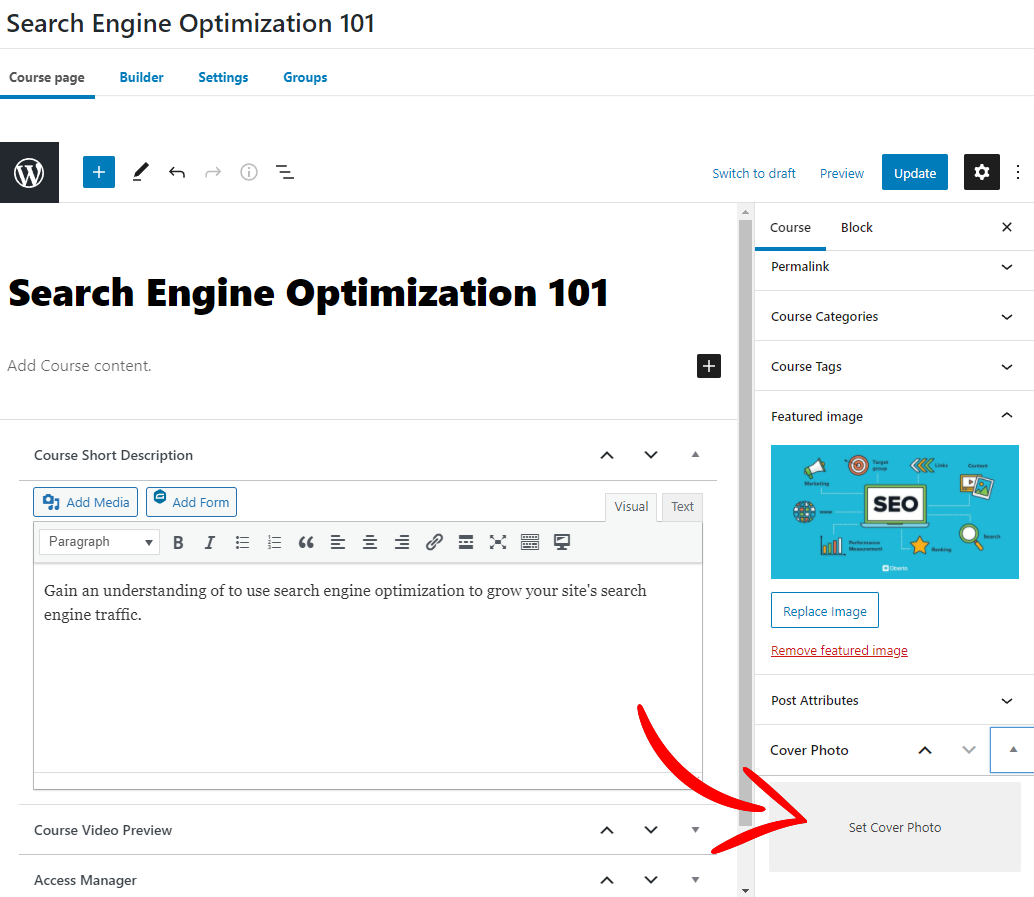 Search Engine Optimization 101
Course page Builder Settings Groups
Switch to draft Preview Update
Course Block
Permalink
Search Engine Optimization 101
Course Categories
Add Course content.
Course Tags
Featured image
Course Short Description
Add Media Add Form Visual Text
Paragraph
Gain an understanding of to use search engine optimization to grow your site's search
engine traffic.
Target
group
Links
Content
Marketing
SEO
www
Performance
Measurement
Ranking
Search
Replace Image
Remove featured image
Post Attributes
Cover Photo
Set Cover Photo
Course Video Preview
Access Manager